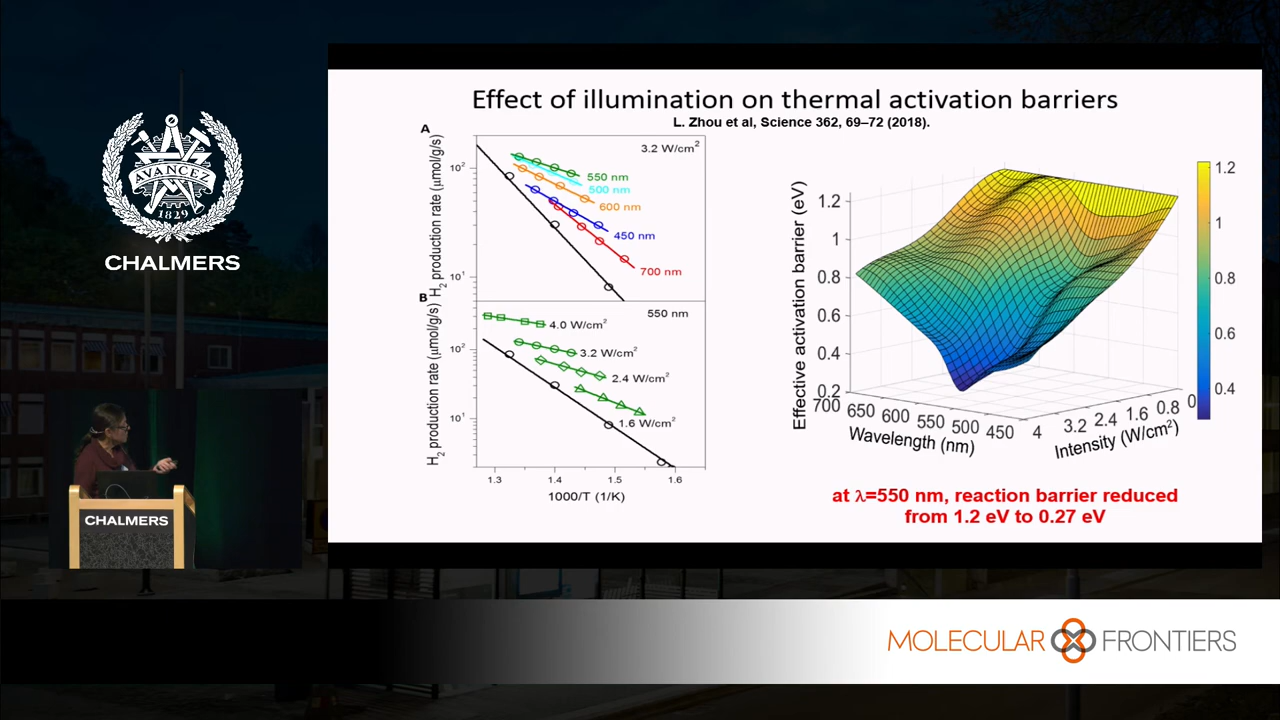 AVANCEZ
1829
CHALMERS
CHALMERS
Effect of illumination on thermal activation barriers
L. Zhou et al, Science 362, 69–72 (2018).
A
3.2 W/cm²
H₂ production rate (μmol/g/s)
10²
10¹
550 nm
500 nm
600 nm
450 nm
700 nm
B
550 nm
H₂ production rate (μmol/g/s)
10²
10¹
4.0 W/cm²
3.2 W/cm²
2.4 W/cm²
1.6 W/cm²
1.3 1.4 1.5 1.6
1000/T (1/K)
Effective activation barrier (eV)
1.2
1
0.8
0.6
0.4
0.2
700 650 600 550 500 450
Wavelength (nm)
4 3.2 2.4 1.6 0.8 0
Intensity (W/cm²)
1.2
1
0.8
0.6
0.4
at λ=550 nm, reaction barrier reduced
from 1.2 eV to 0.27 eV
MOLECULAR FRONTIERS